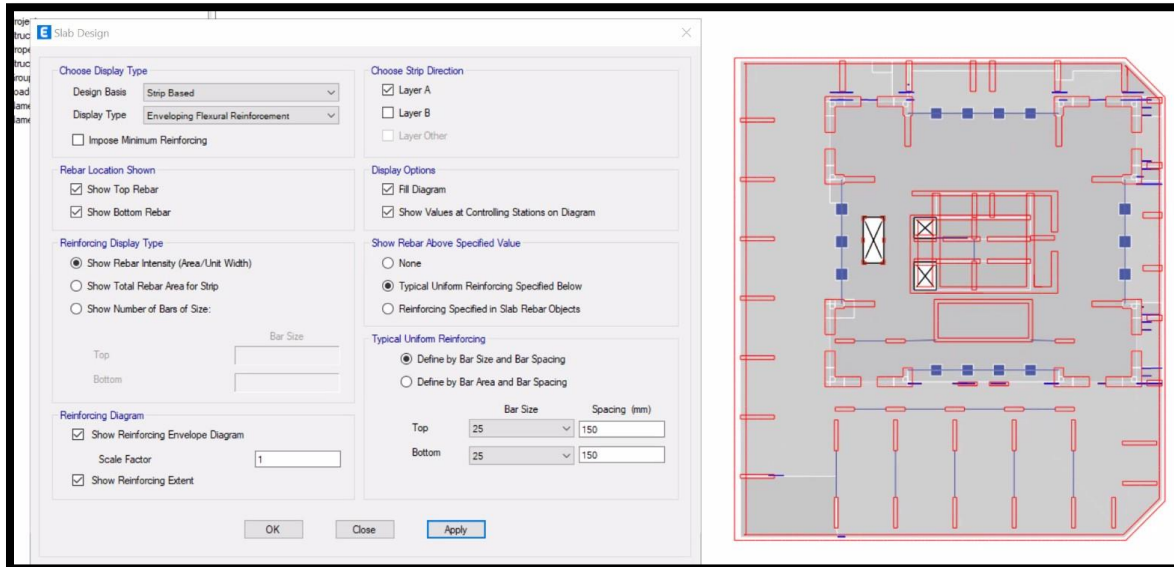 Slab Design
Choose Display Type
Design Basis Strip Based
Display Type Enveloping Flexural Reinforcement
Impose Minimum Reinforcing
Choose Strip Direction
Layer A
Layer B
Layer Other
Rebar Location Shown
Show Top Rebar
Show Bottom Rebar
Display Options
Fill Diagram
Show Values at Controlling Stations on Diagram
Reinforcing Display Type
Show Rebar Intensity (Area/Unit Width)
Show Total Rebar Area for Strip
Show Number of Bars of Size:
Bar Size
Top
Bottom
Show Rebar Above Specified Value
None
Typical Uniform Reinforcing Specified Below
Reinforcing Specified in Slab Rebar Objects
Typical Uniform Reinforcing
Define by Bar Size and Bar Spacing
Define by Bar Area and Bar Spacing
Bar Size Spacing (mm)
Top 25 150
Bottom 25 150
Reinforcing Diagram
Show Reinforcing Envelope Diagram
Scale Factor 1
Show Reinforcing Extent
OK Close Apply